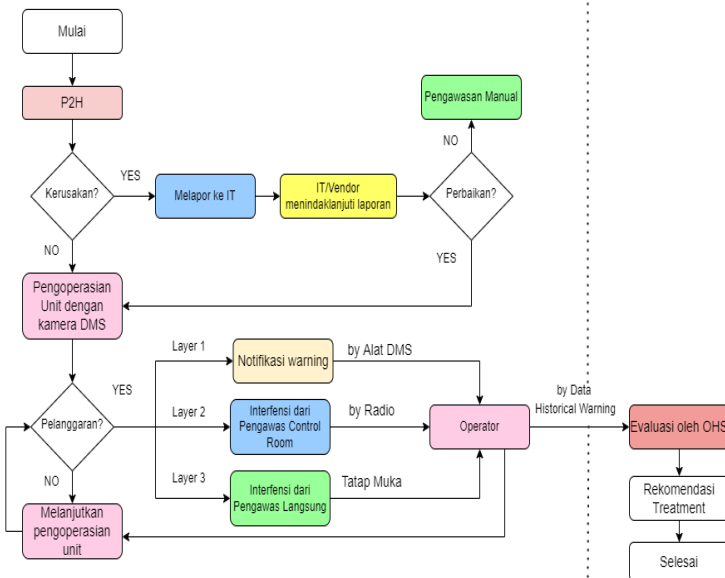 Mulai
P2H
Pengawasan Manual
NO
YES
Kerusakan?
Melapor ke IT
IT/Vendor
menindaklanjuti laporan
Perbaikan?
NO
YES
Pengoperasian
Unit dengan
kamera DMS
Layer 1
Notifikasi warning
by Alat DMS
YES
by Data
Historical Warning
Pelanggaran?
Layer 2
Interfensi dari
Pengawas Control
Room
by Radio
Operator
Evaluasi oleh OHS
Layer 3
Interfensi dari
Pengawas Langsung
Tatap Muka
NO
Melanjutkan
pengoperasian
unit
Rekomendasi
Treatment
Selesai